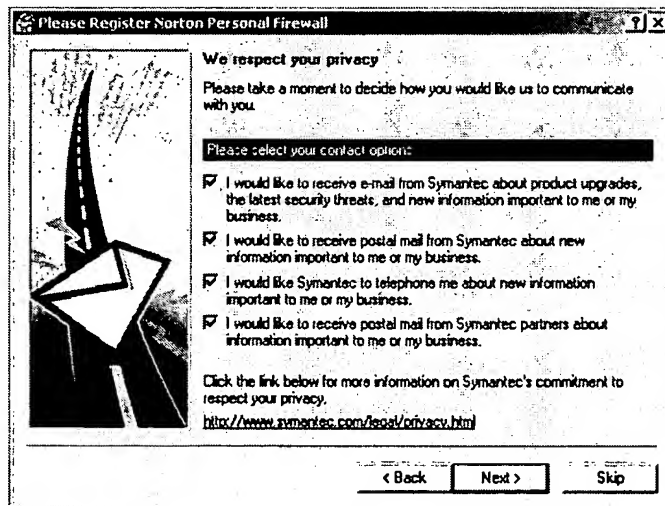 Please Register Norton Personal Firewall
We respect your privacy
Please take a moment to decide how you would like us to communicate
with you.
Please select your contact options
I would like to receive e-mail from Symantec about product upgrades,
the latest security threats, and new information important to me or my
business.
I would like to receive postal mail from Symantec about new
information important to me or my business.
I would like Symantec to telephone me about new information
important to me or my business.
I would like to receive postal mail from Symantec partners about
information important to me or my business.
Click the link below for more information on Symantec's commitment to
respect your privacy.
http://www.symantec.com/legal/privacy.html
< Back Next > Skip